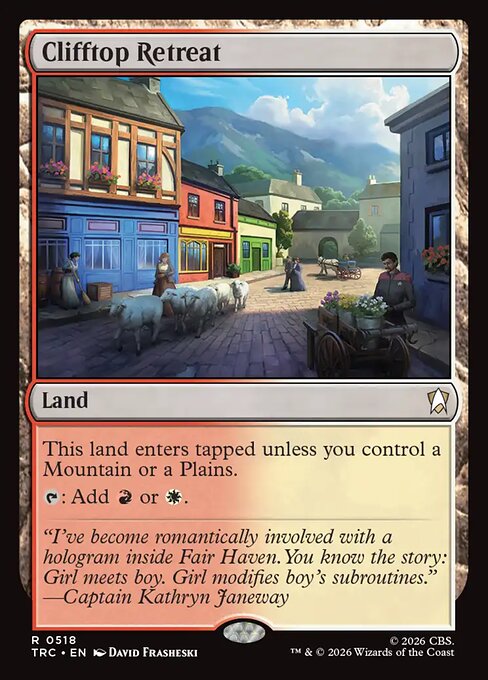 Clifftop Retreat
Land
This land enters tapped unless you control a
Mountain or a Plains.
: Add or .
“I’ve become romantically involved with a
hologram inside Fair Haven. You know the story:
Girl meets boy. Girl modifies boy’s subroutines.”
—Captain Kathryn Janeway
R 0518
TRC • EN DAVID FRASHESKI
© 2026 CBS.
™ & © 2026 Wizards of the Coast